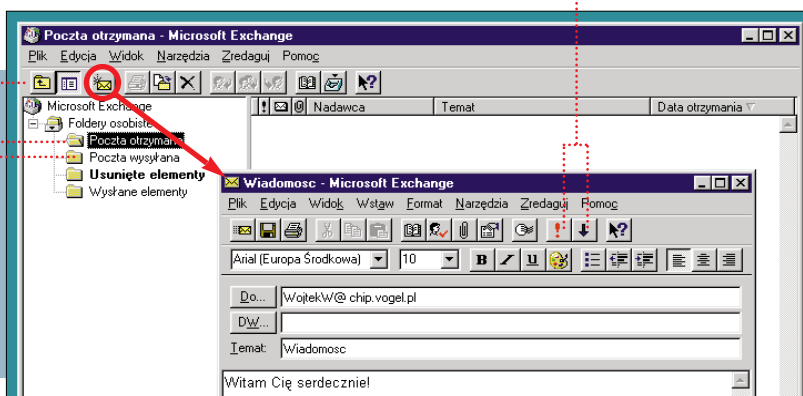 Poczta otrzymana - Microsoft Exchange
Plik Edycja Widok Narzędzia Zredaguj Pomoc
Microsoft Exchange
! Nadawca Temat Data otrzymania
Foldery osobiste
Poczta otrzymana
Poczta wysyłana
Usunięte elementy
Wysłane elementy
Wiadomosc - Microsoft Exchange
Plik Edycja Widok Wstaw Format Narzędzia Zredaguj Pomoc
Arial (Europa Środkowa) 10 B I U
Do... WojtekW@ chip.vogel.pl
DW...
Temat: Wiadomosc
Witam Cię serdecznie!